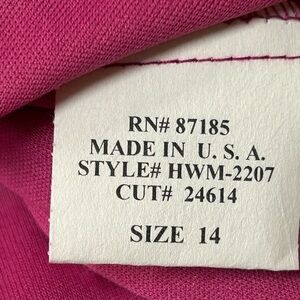 RN# 87185
MADE IN U. S. A.
STYLE# HWM-2207
CUT# 24614
SIZE 14